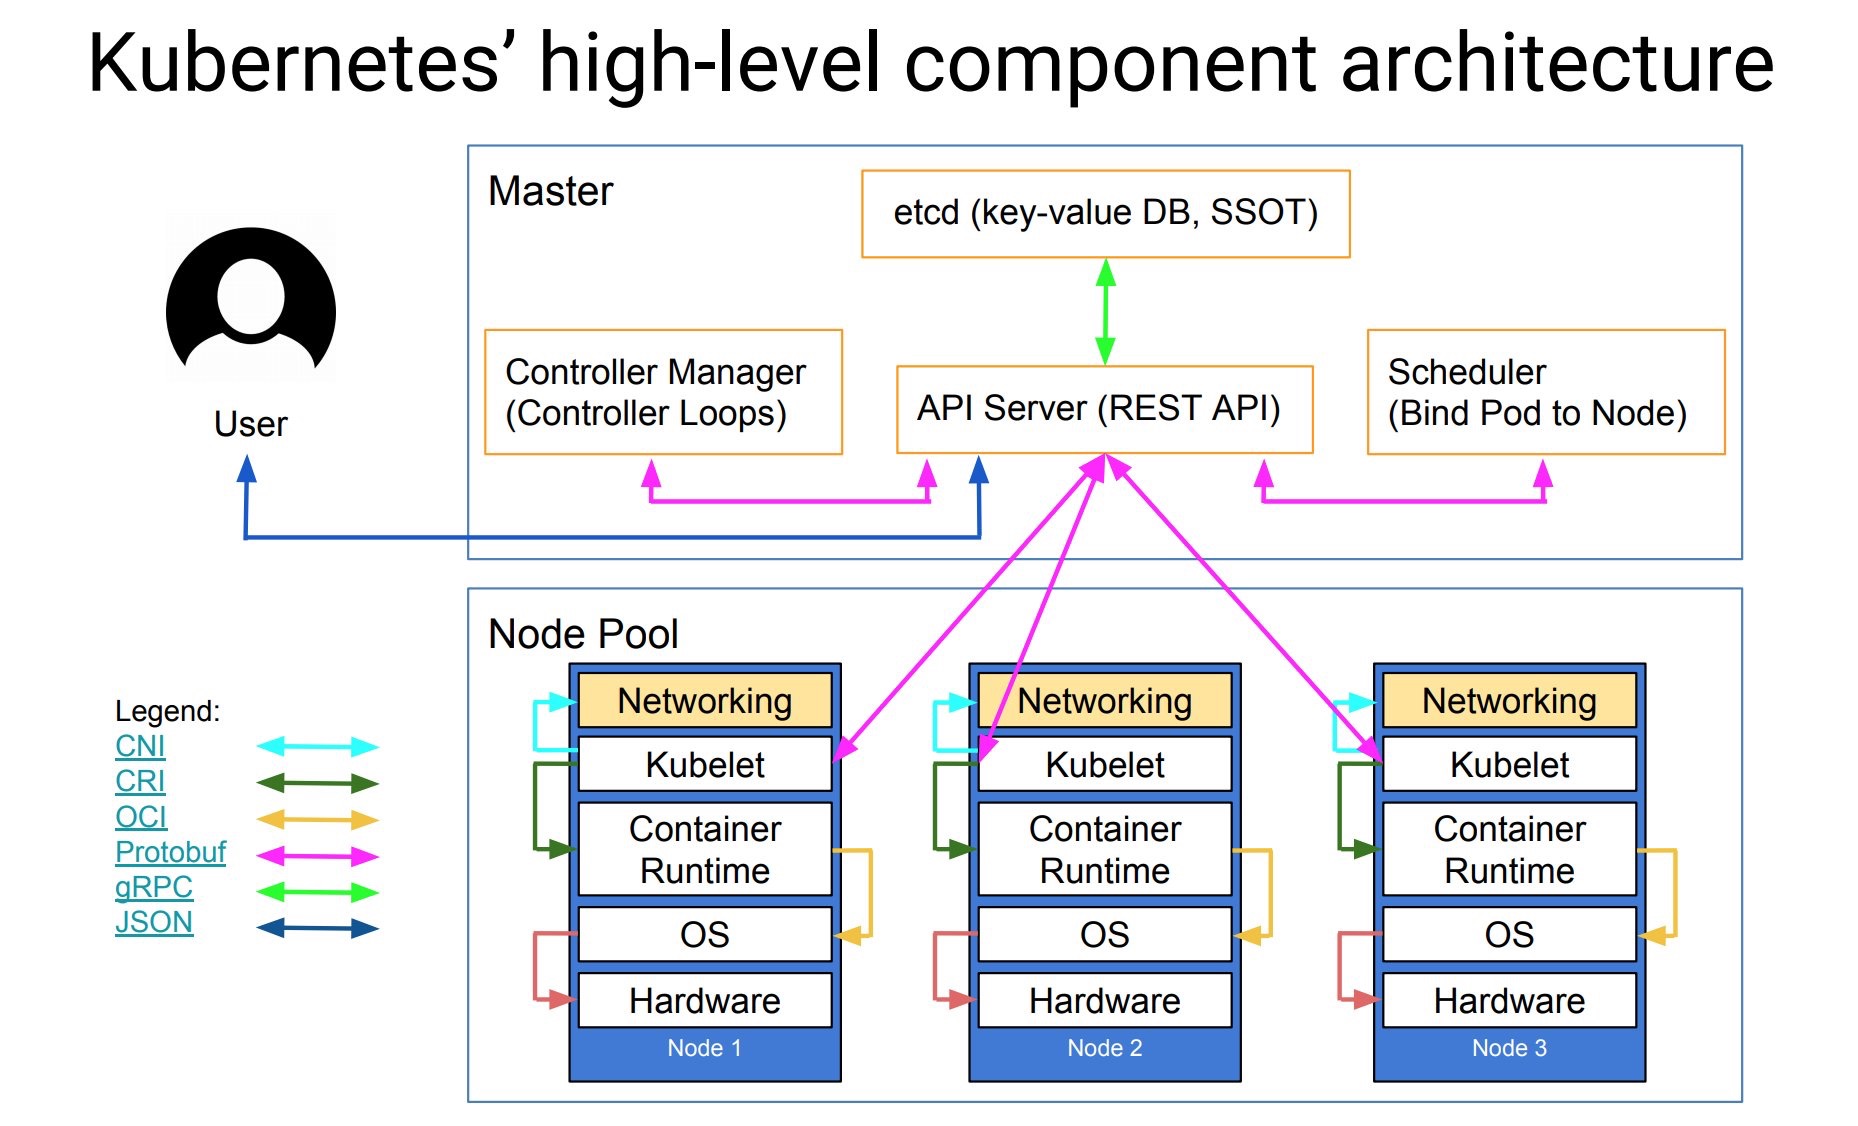 Kubernetes’ high-level component architecture
Master
etcd (key-value DB, SSOT)
Controller Manager
(Controller Loops)
API Server (REST API)
Scheduler
(Bind Pod to Node)
User
Node Pool
Networking
Kubelet
Container
Runtime
OS
Hardware
Node 1
Networking
Kubelet
Container
Runtime
OS
Hardware
Node 2
Networking
Kubelet
Container
Runtime
OS
Hardware
Node 3
Legend:
CNI
CRI
OCI
Protobuf
gRPC
JSON